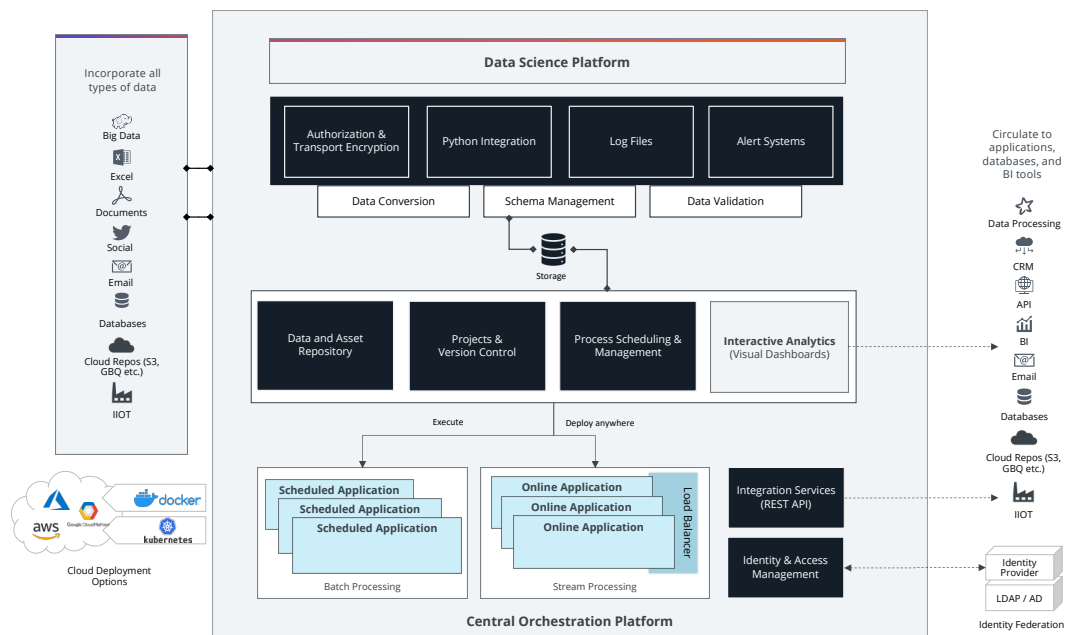 Incorporate all
types of data
Big Data
Excel
Documents
Social
Email
Databases
Cloud Repos (S3,
GBQ etc.)
IIOT
docker
aws
Google Cloud Platform
kubernetes
Cloud Deployment
Options
Data Science Platform
Authorization &
Transport Encryption
Python Integration
Log Files
Alert Systems
Data Conversion
Schema Management
Data Validation
Storage
Data and Asset
Repository
Projects &
Version Control
Process Scheduling &
Management
Interactive Analytics
(Visual Dashboards)
Execute
Deploy anywhere
Scheduled Application
Scheduled Application
Scheduled Application
Batch Processing
Online Application
Online Application
Online Application
Load Balancer
Stream Processing
Integration Services
(REST API)
Identity & Access
Management
Central Orchestration Platform
Circulate to
applications,
databases, and
BI tools
Data Processing
CRM
API
BI
Email
Databases
Cloud Repos (S3,
GBQ etc.)
IIOT
Identity
Provider
LDAP / AD
Identity Federation